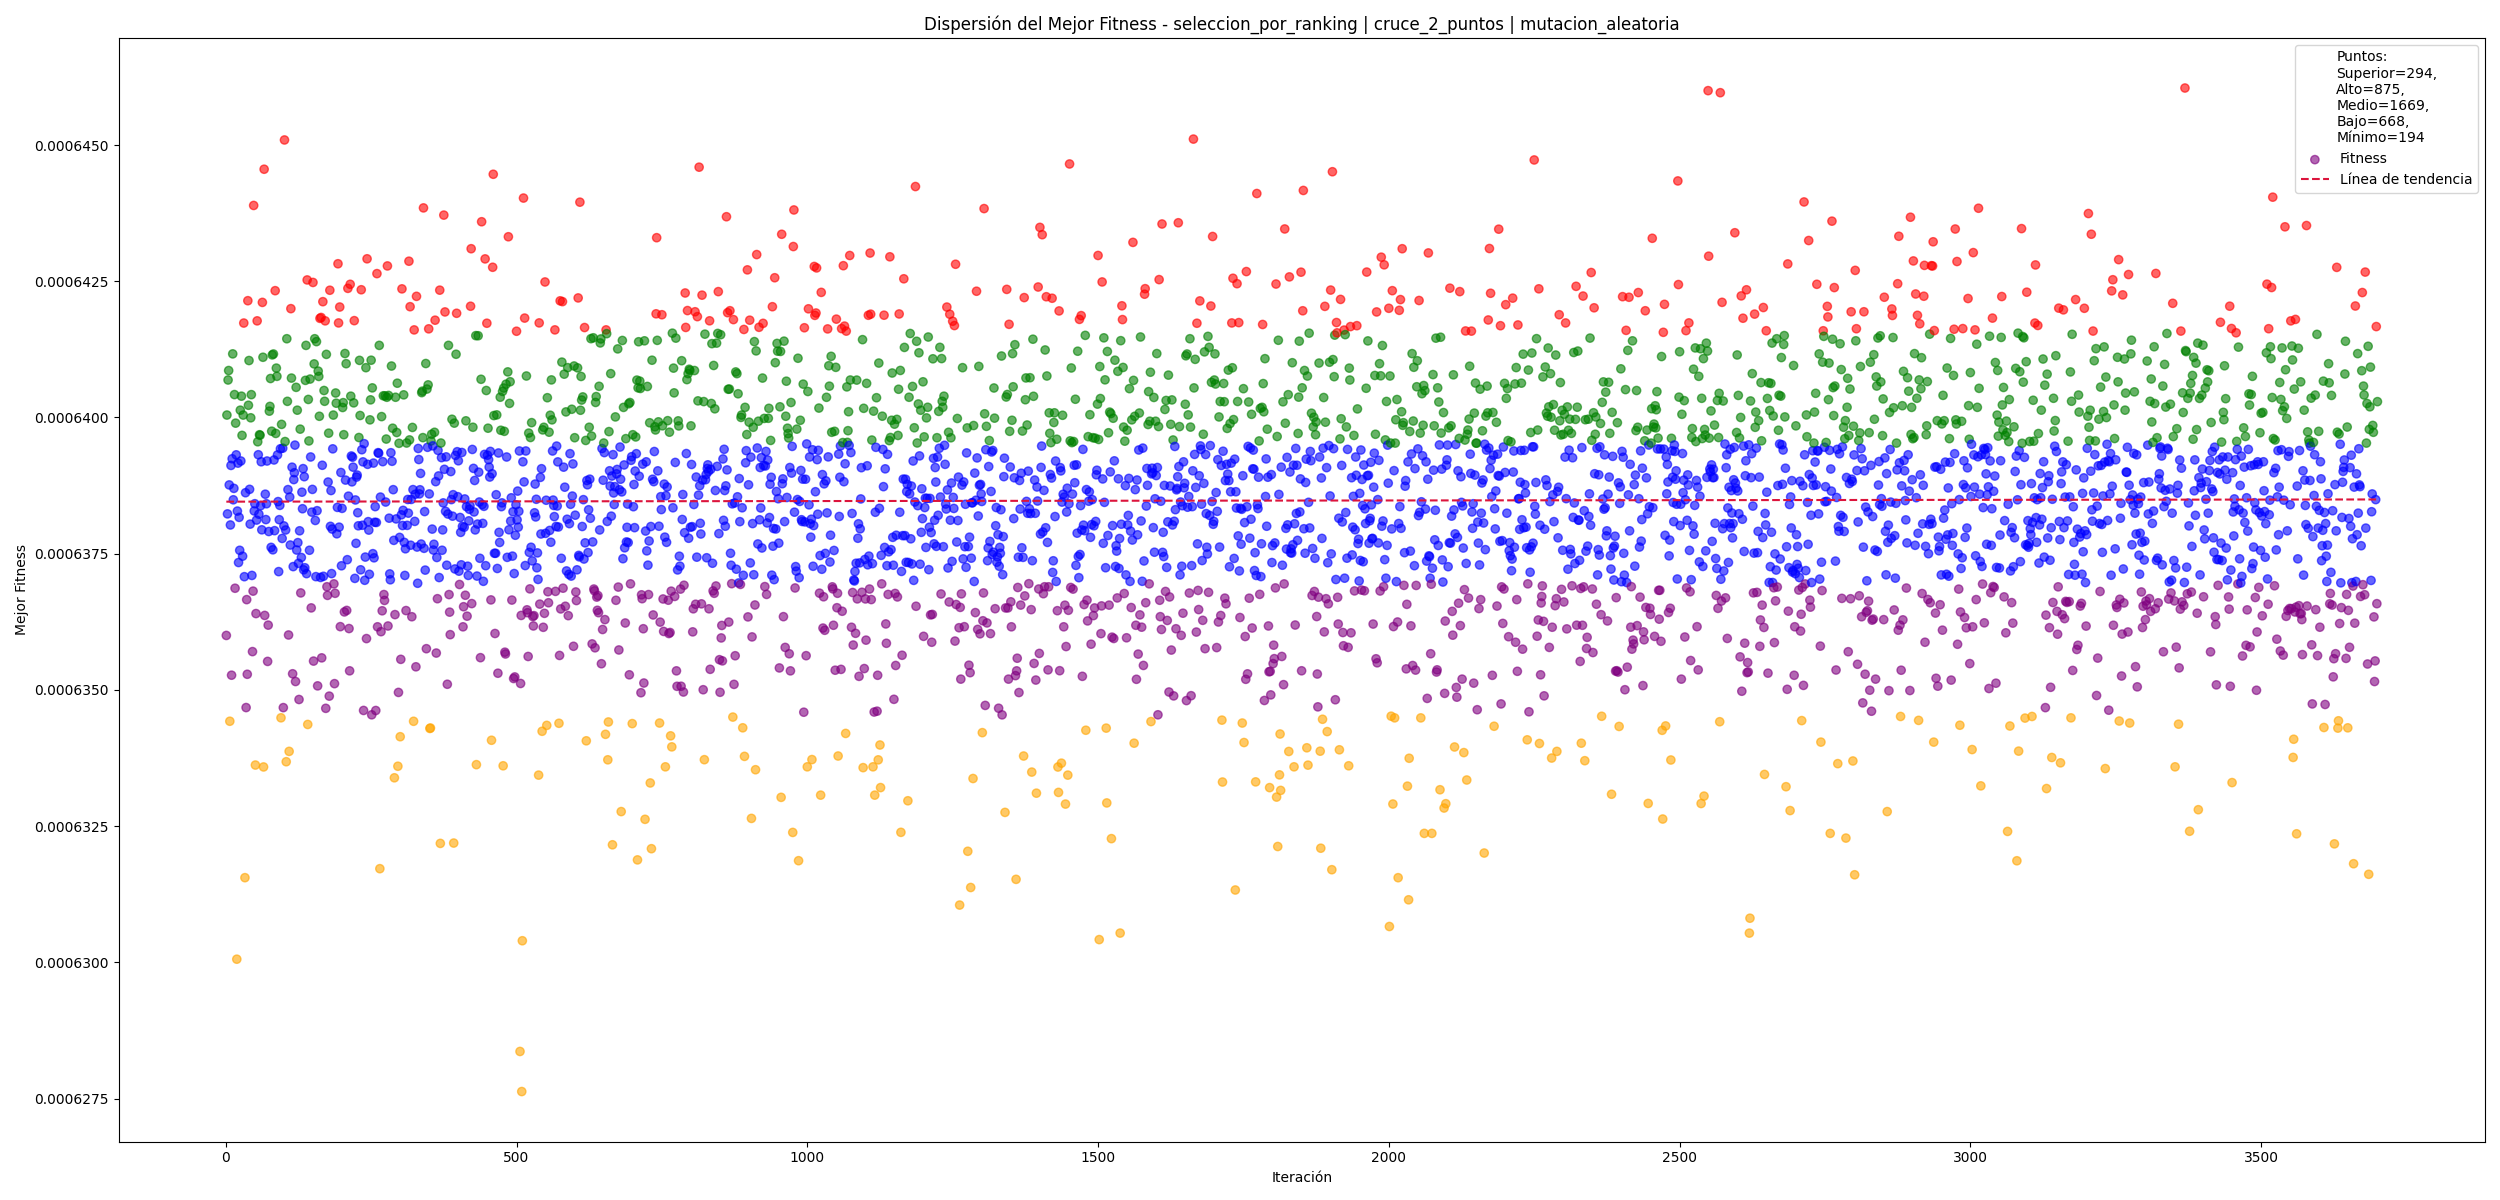 Dispersión del Mejor Fitness - seleccion_por_ranking | cruce_2_puntos | mutacion_aleatoria
Puntos:
Superior=294,
Alto=875,
Medio=1669,
Bajo=668,
Mínimo=194
Fitness
Línea de tendencia
Mejor Fitness
0.0006450
0.0006425
0.0006400
0.0006375
0.0006350
0.0006325
0.0006300
0.0006275
0 500 1000 1500 2000 2500 3000 3500
Iteración